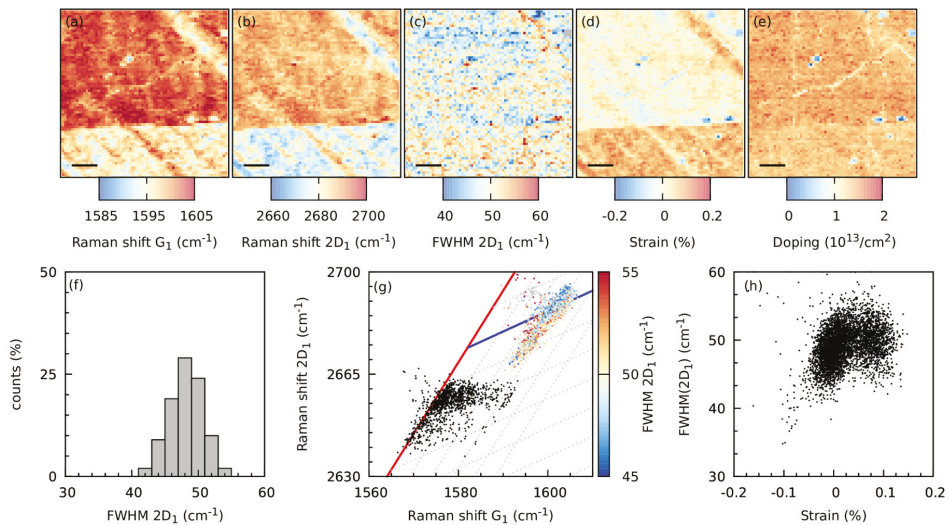 (a) (b) (c) (d) (e)
1585 1595 1605 2660 2680 2700 40 50 60 -0.2 0 0.2 0 1 2
Raman shift G1 (cm-1) Raman shift 2D1 (cm-1) FWHM 2D1 (cm-1) Strain (%) Doping (10^13/cm^2)
(f)
counts (%)
50
25
0
30 40 50 60
FWHM 2D1 (cm-1)
(g)
Raman shift 2D1 (cm-1)
2700
2665
2630
1560 1580 1600
Raman shift G1 (cm-1)
55
50
45
FWHM 2D1 (cm-1)
(h)
FWHM(2D1) (cm-1)
60
50
40
30
-0.2 -0.1 0 0.1 0.2
Strain (%)